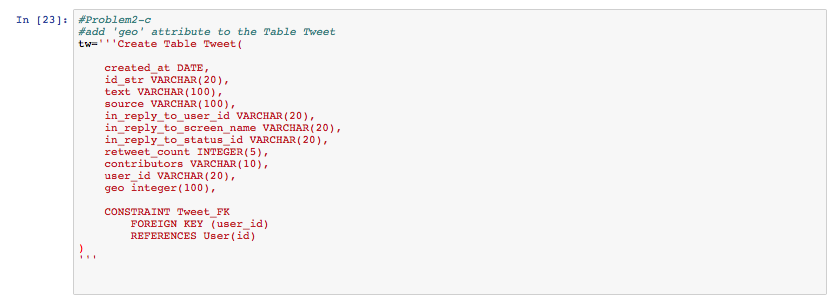 In [23]: #Problem2-c
#add 'geo' attribute to the Table Tweet
tw='''Create Table Tweet(
created_at DATE,
id_str VARCHAR(20),
text VARCHAR(100),
source VARCHAR(100),
in_reply_to_user_id VARCHAR(20),
in_reply_to_screen_name VARCHAR(20),
in_reply_to_status_id VARCHAR(20),
retweet_count INTEGER(5),
contributors VARCHAR(10),
user_id VARCHAR(20),
geo integer(100),
CONSTRAINT Tweet_FK
FOREIGN KEY (user_id)
REFERENCES User(id)
)
'''